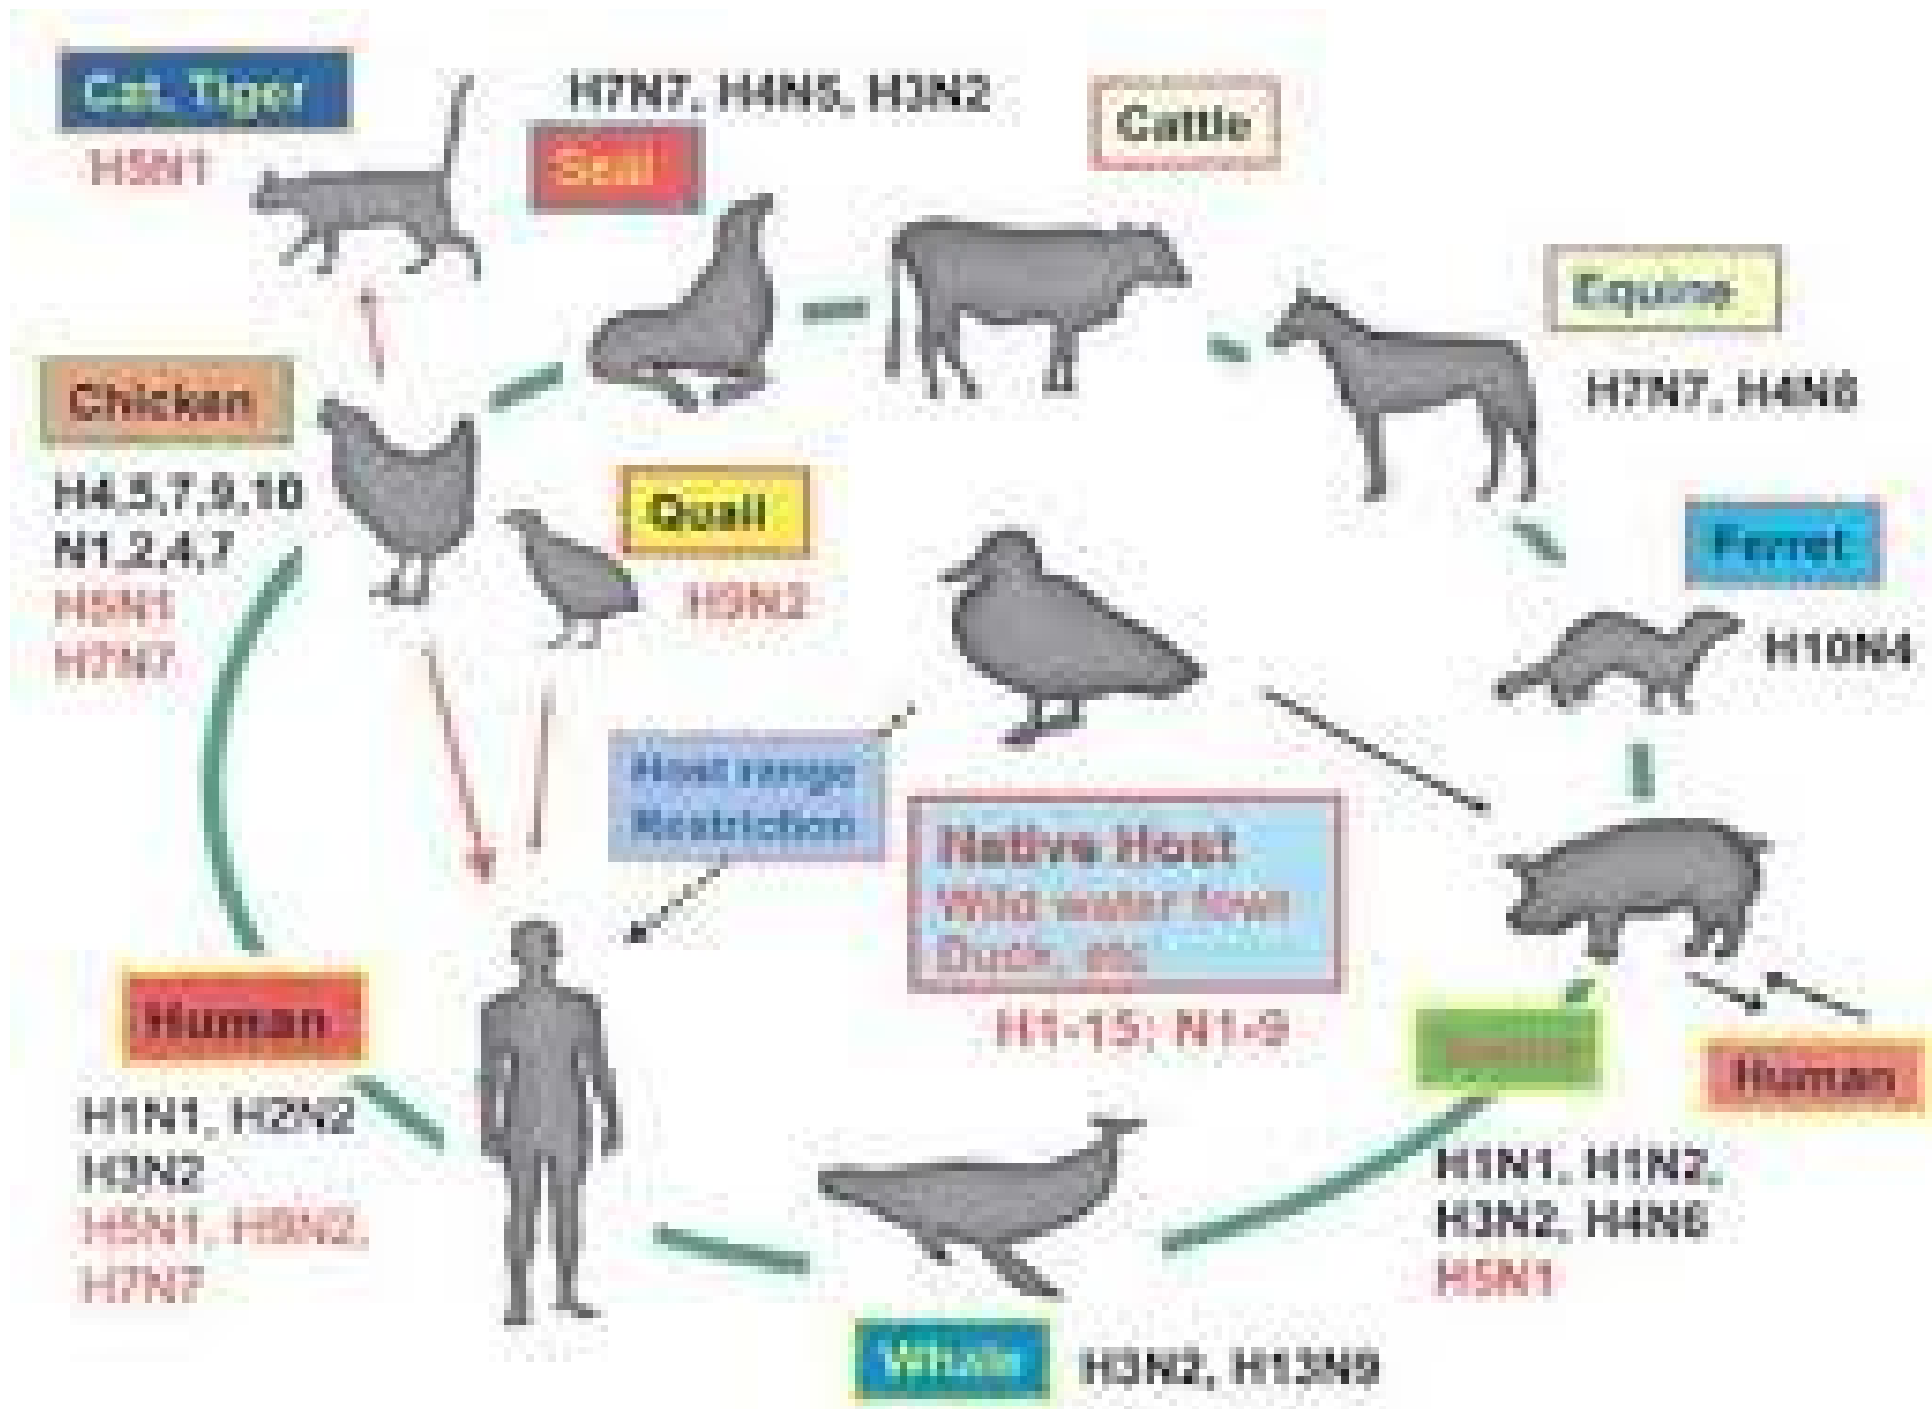 Cat, Tiger
H5N1
H7N7, H4N5, H3N2
Seal
Cattle
Equine
H7N7, H4N8
Chicken
H4,5,7,9,10
N1,2,4,7
H5N1
H7N7
Quail
H9N2
Ferret
H10N4
Host range
Restriction
Native Host
Wild water fowl
Duck, etc
H1-15; N1-9
Human
H1N1, H2N2
H3N2
H5N1, H9N2,
H7N7
Human
H1N1, H1N2,
H3N2, H4N6
H5N1
Whale
H3N2, H13N9